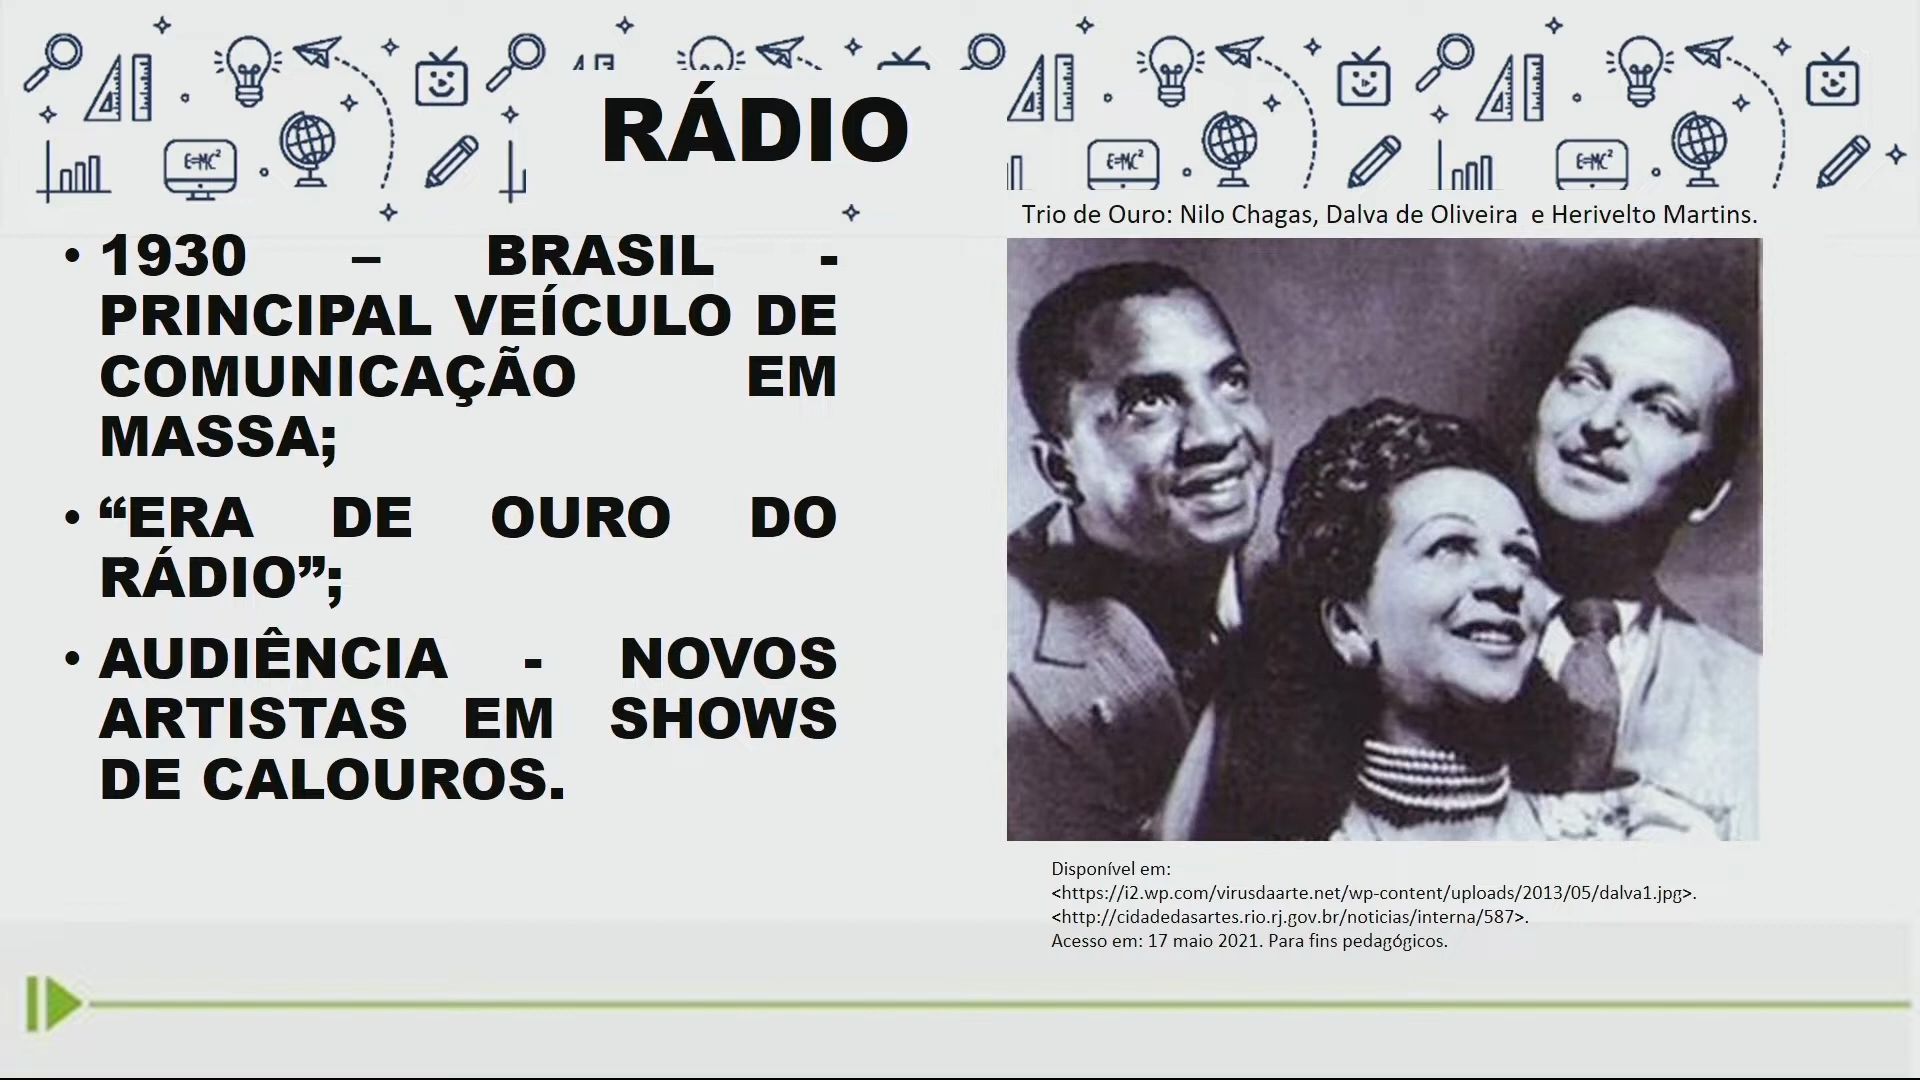 E=MC²
E=MC²
E=MC²
RÁDIO
Trio de Ouro: Nilo Chagas, Dalva de Oliveira e Herivelto Martins.
• 1930 – BRASIL -
PRINCIPAL VEÍCULO DE
COMUNICAÇÃO EM
MASSA;
• “ERA DE OURO DO
RÁDIO”;
• AUDIÊNCIA - NOVOS
ARTISTAS EM SHOWS
DE CALOUROS.
Disponível em:
<https://i2.wp.com/virusdaarte.net/wp-content/uploads/2013/05/dalva1.jpg>.
<http://cidadedasartes.rio.rj.gov.br/noticias/interna/587>.
Acesso em: 17 maio 2021. Para fins pedagógicos.